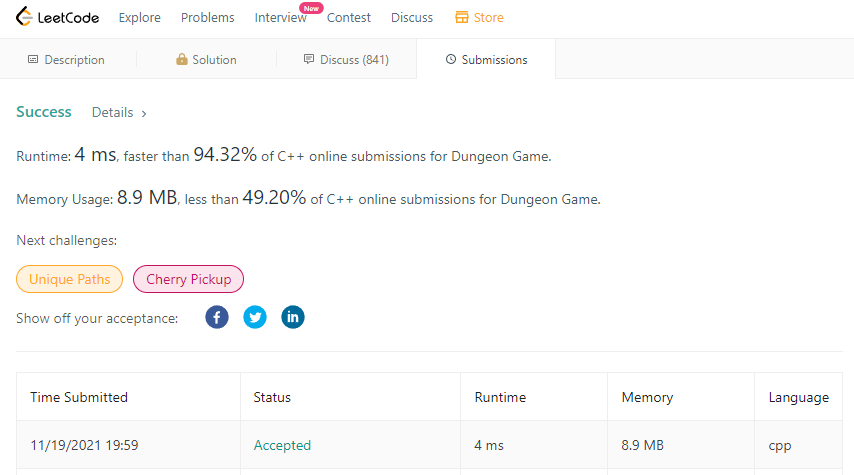 LeetCode Explore Problems Interview New Contest Discuss Store
Description Solution Discuss (841) Submissions
Success Details >
Runtime: 4 ms, faster than 94.32% of C++ online submissions for Dungeon Game.
Memory Usage: 8.9 MB, less than 49.20% of C++ online submissions for Dungeon Game.
Next challenges:
Unique Paths Cherry Pickup
Show off your acceptance:
Time Submitted Status Runtime Memory Language
11/19/2021 19:59 Accepted 4 ms 8.9 MB cpp